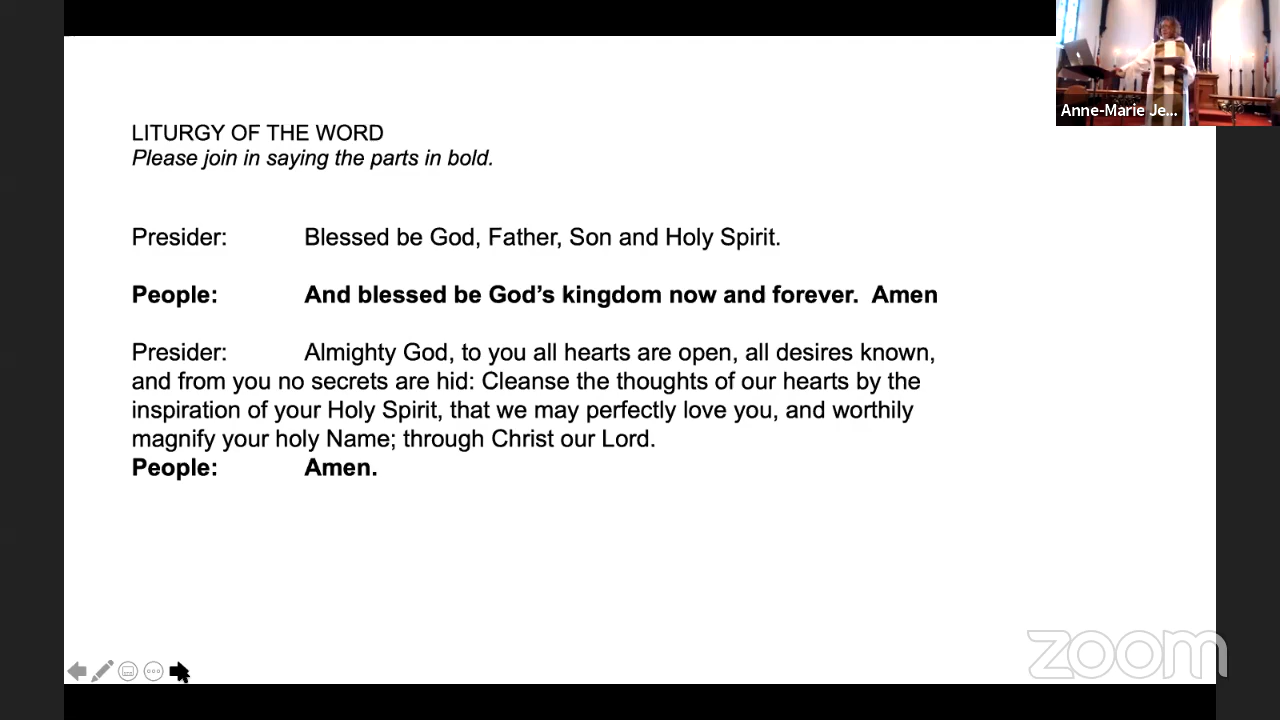 Anne-Marie Je...
LITURGY OF THE WORD
Please join in saying the parts in bold.
Presider: Blessed be God, Father, Son and Holy Spirit.
People: And blessed be God’s kingdom now and forever. Amen
Presider: Almighty God, to you all hearts are open, all desires known,
and from you no secrets are hid: Cleanse the thoughts of our hearts by the
inspiration of your Holy Spirit, that we may perfectly love you, and worthily
magnify your holy Name; through Christ our Lord.
People: Amen.
zoom